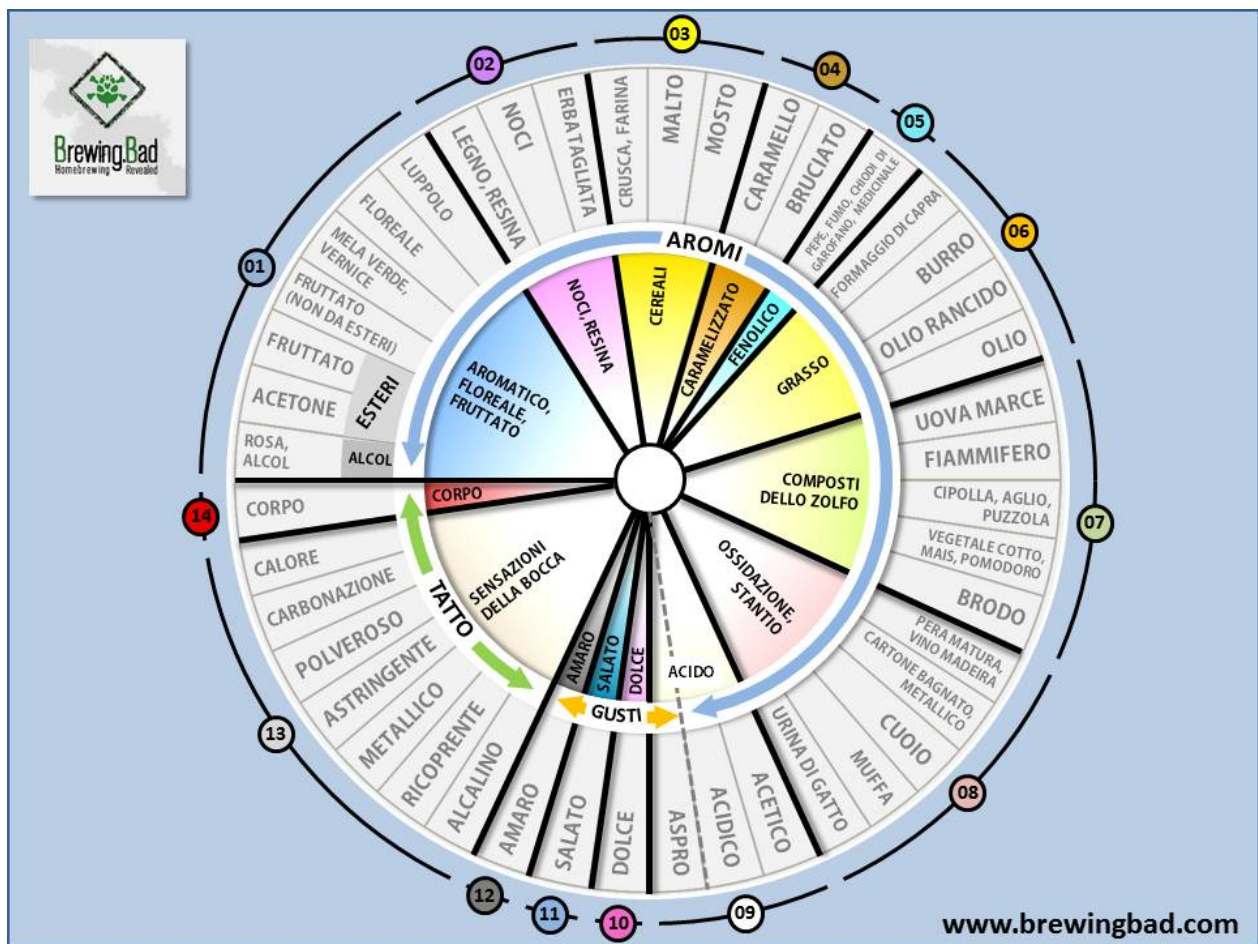 Brewing.Bad
Homebrewing Revealed
01
02
03
04
05
06
07
08
09
10
11
12
13
14
AROMI
GUSTI
TATTO
AROMATICO,
FLOREALE,
FRUTTATO
NOCI, RESINA
CEREALI
CARAMELIZZATO
FENOLICO
GRASSO
COMPOSTI
DELLO ZOLFO
OSSIDAZIONE,
STANTIO
ACIDO
DOLCE
SALATO
AMARO
SENSAZIONI
DELLA BOCCA
CORPO
ROSA,
ALCOL
ALCOL
ACETONE
FRUTTATO
ESTERI
FRUTTATO
(NON DA ESTERI)
MELA VERDE,
VERNICE
FLOREALE
LUPPOLO
LEGNO, RESINA
NOCI
ERBA TAGLIATA
CRUSCA, FARINA
MALTO
MOSTO
CARAMELLO
BRUCIATO
PEPE, FUMO, CHIODI DI
GAROFANO, MEDICINALE
FORMAGGIO DI CAPRA
BURRO
OLIO RANCIDO
OLIO
UOVA MARCE
FIAMMIFERO
CIPOLLA, AGLIO,
PUZZOLA
VEGETALE COTTO,
MAIS, POMODORO
BRODO
PERA MATURA,
VINO MADEIRA
CARTONE BAGNATO,
METALLICO
CUOIO
MUFFA
URINA DI GATTO
ACETICO
ACIDICO
ASPRO
DOLCE
SALATO
AMARO
ALCALINO
RICOPRENTE
METALLICO
ASTRINGENTE
POLVEROSO
CARBONAZIONE
CALORE
CORPO
www.brewingbad.com